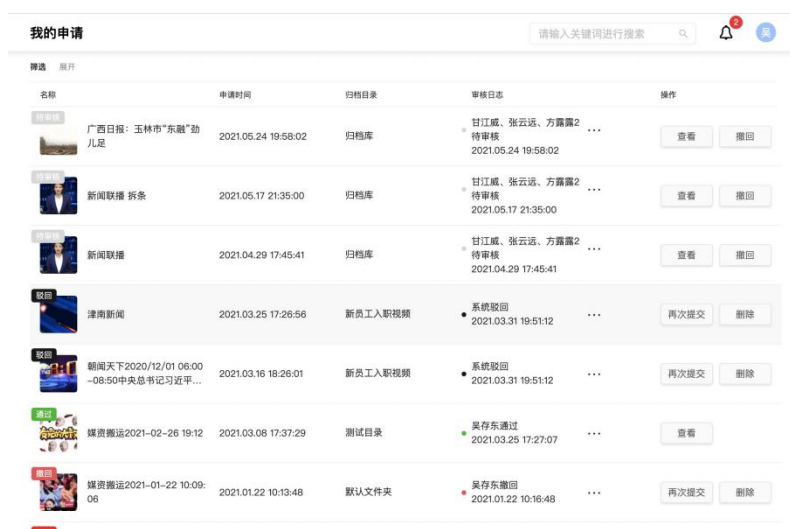 我的申请
请输入关键词进行搜索
2
吴
筛选 展开
名称 申请时间 归档目录 审核日志 操作
待审核
广西日报：玉林市“东融”劲
儿足
2021.05.24 19:58:02
归档库
甘江威、张云远、方露露2
待审核
2021.05.24 19:58:02
...
查看 撤回
待审核
新闻联播 拆条
2021.05.17 21:35:00
归档库
甘江威、张云远、方露露2
待审核
2021.05.17 21:35:00
...
查看 撤回
待审核
新闻联播
2021.04.29 17:45:41
归档库
甘江威、张云远、方露露2
待审核
2021.04.29 17:45:41
...
查看 撤回
驳回
津南新闻
2021.03.25 17:26:56
新员工入职视频
系统驳回
2021.03.31 19:51:12
...
再次提交 删除
驳回
朝闻天下2020/12/01 06:00
-08:50中央总书记习近平...
2021.03.16 18:26:01
新员工入职视频
系统驳回
2021.03.31 19:51:12
...
再次提交 删除
通过
媒资搬运2021-02-26 19:12
2021.03.08 17:37:29
测试目录
吴存东通过
2021.03.25 17:27:07
...
查看
撤回
媒资搬运2021-01-22 10:09:
06
2021.01.22 10:13:48
默认文件夹
吴存东撤回
2021.01.22 10:16:48
...
再次提交 删除